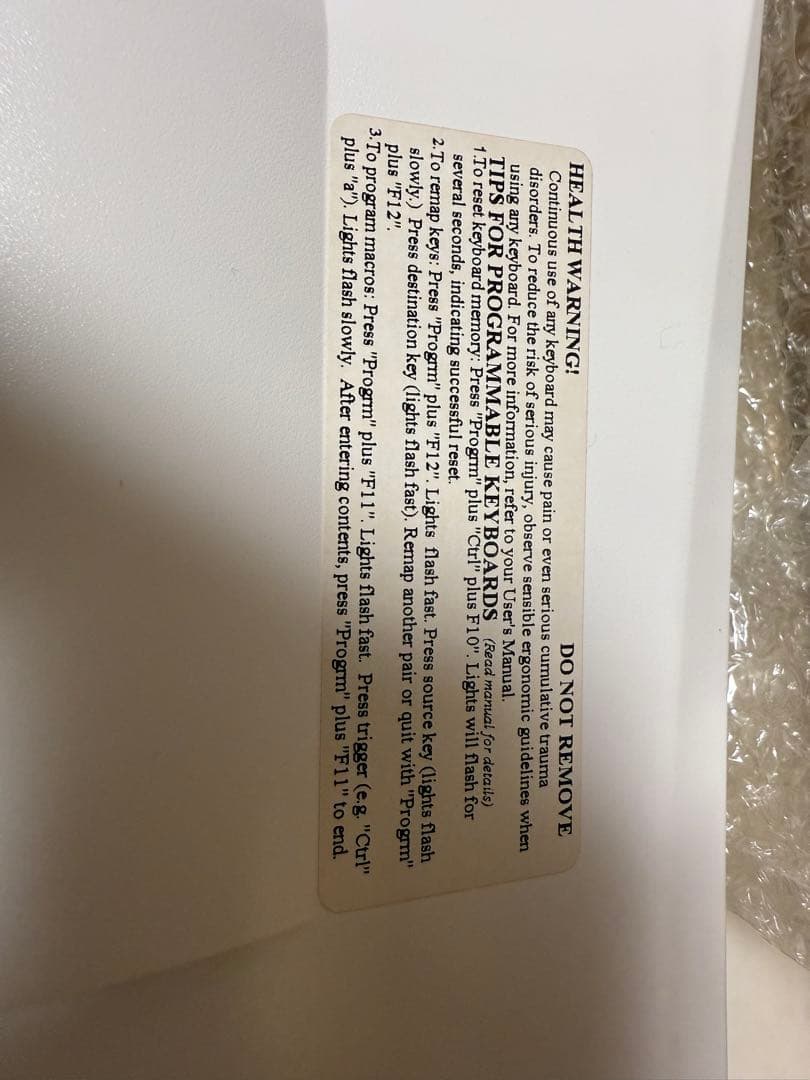 HEALTH WARNING! DO NOT REMOVE
Continuous use of any keyboard may cause pain or even serious cumulative trauma
disorders. To reduce the risk of serious injury, observe sensible ergonomic guidelines when
using any keyboard. For more information, refer to your User's Manual.
TIPS FOR PROGRAMMABLE KEYBOARDS (Read manual for details)
1.To reset keyboard memory: Press "Progrm" plus "Ctrl" plus F10". Lights will flash for
several seconds, indicating successful reset.
2.To remap keys: Press "Progrm" plus "F12". Lights flash fast. Press source key (lights flash
slowly.) Press destination key (lights flash fast). Remap another pair or quit with "Progrm"
plus "F12".
3.To program macros: Press "Progrm" plus "F11". Lights flash fast. Press trigger (e.g. "Ctrl"
plus "a"). Lights flash slowly. After entering contents, press "Progrm" plus "F11" to end.